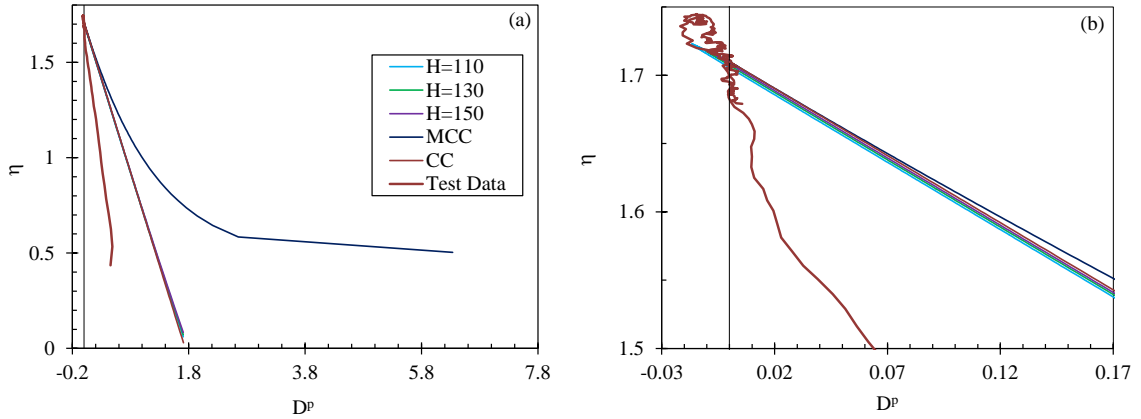 (a)
1.5
1
0.5
0
η
-0.2
1.8
3.8
5.8
7.8
Dᵖ
H=110
H=130
H=150
MCC
CC
Test Data
(b)
1.7
1.6
1.5
η
-0.03
0.02
0.07
0.12
0.17
Dᵖ